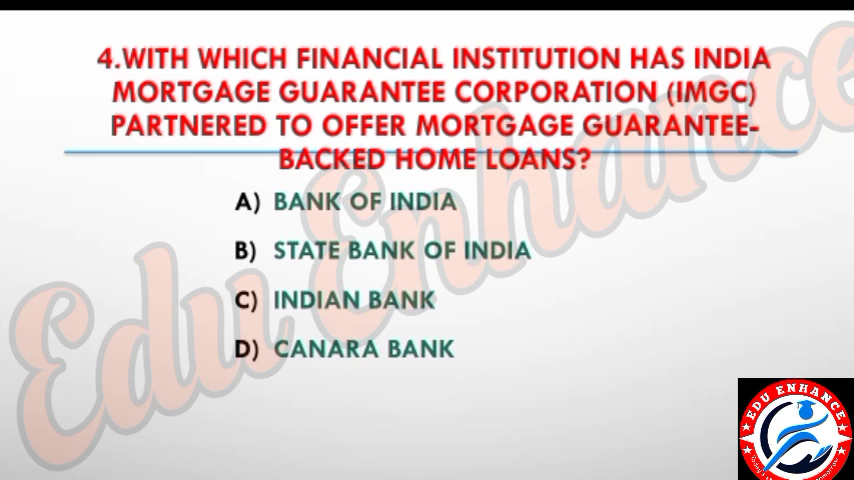 4.WITH WHICH FINANCIAL INSTITUTION HAS INDIA
MORTGAGE GUARANTEE CORPORATION (IMGC)
PARTNERED TO OFFER MORTGAGE GUARANTEE-
BACKED HOME LOANS?
A) BANK OF INDIA
B) STATE BANK OF INDIA
C) INDIAN BANK
D) CANARA BANK
Edu Enhance
EDU ENHANCE